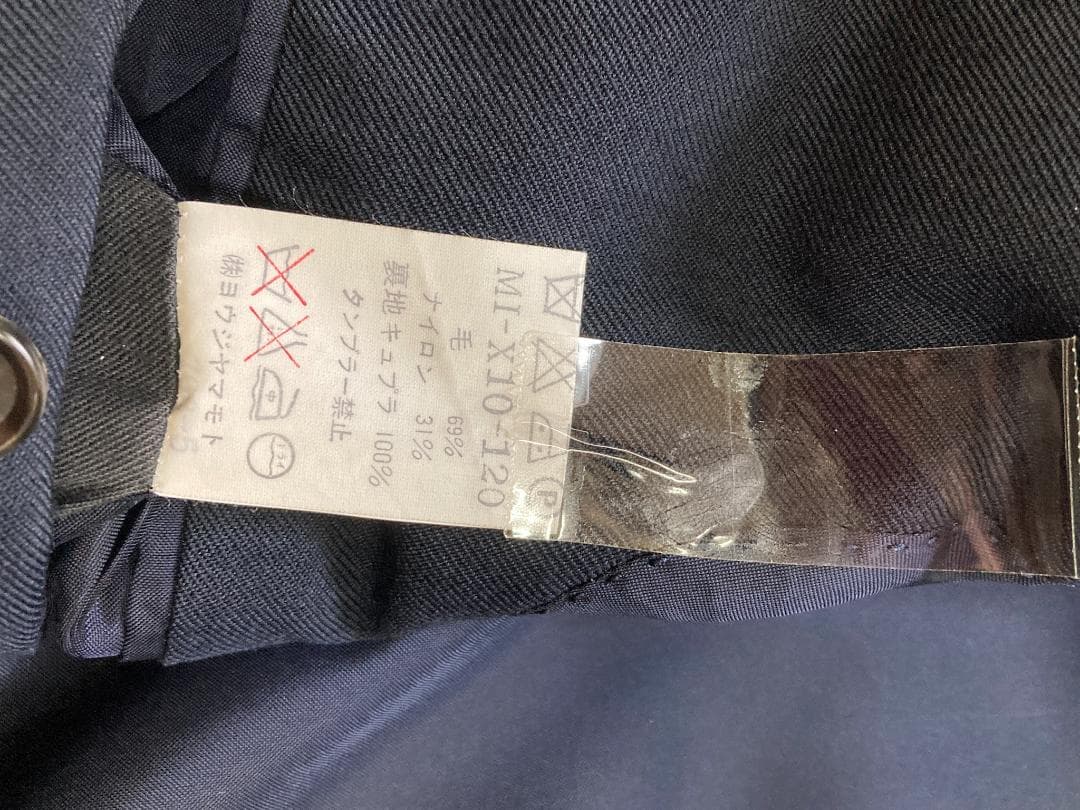 MI-X10-120
毛 69%
ナイロン 31%
裏地キュプラ 100%
タンブラー禁止
㈱ヨウジヤマモト